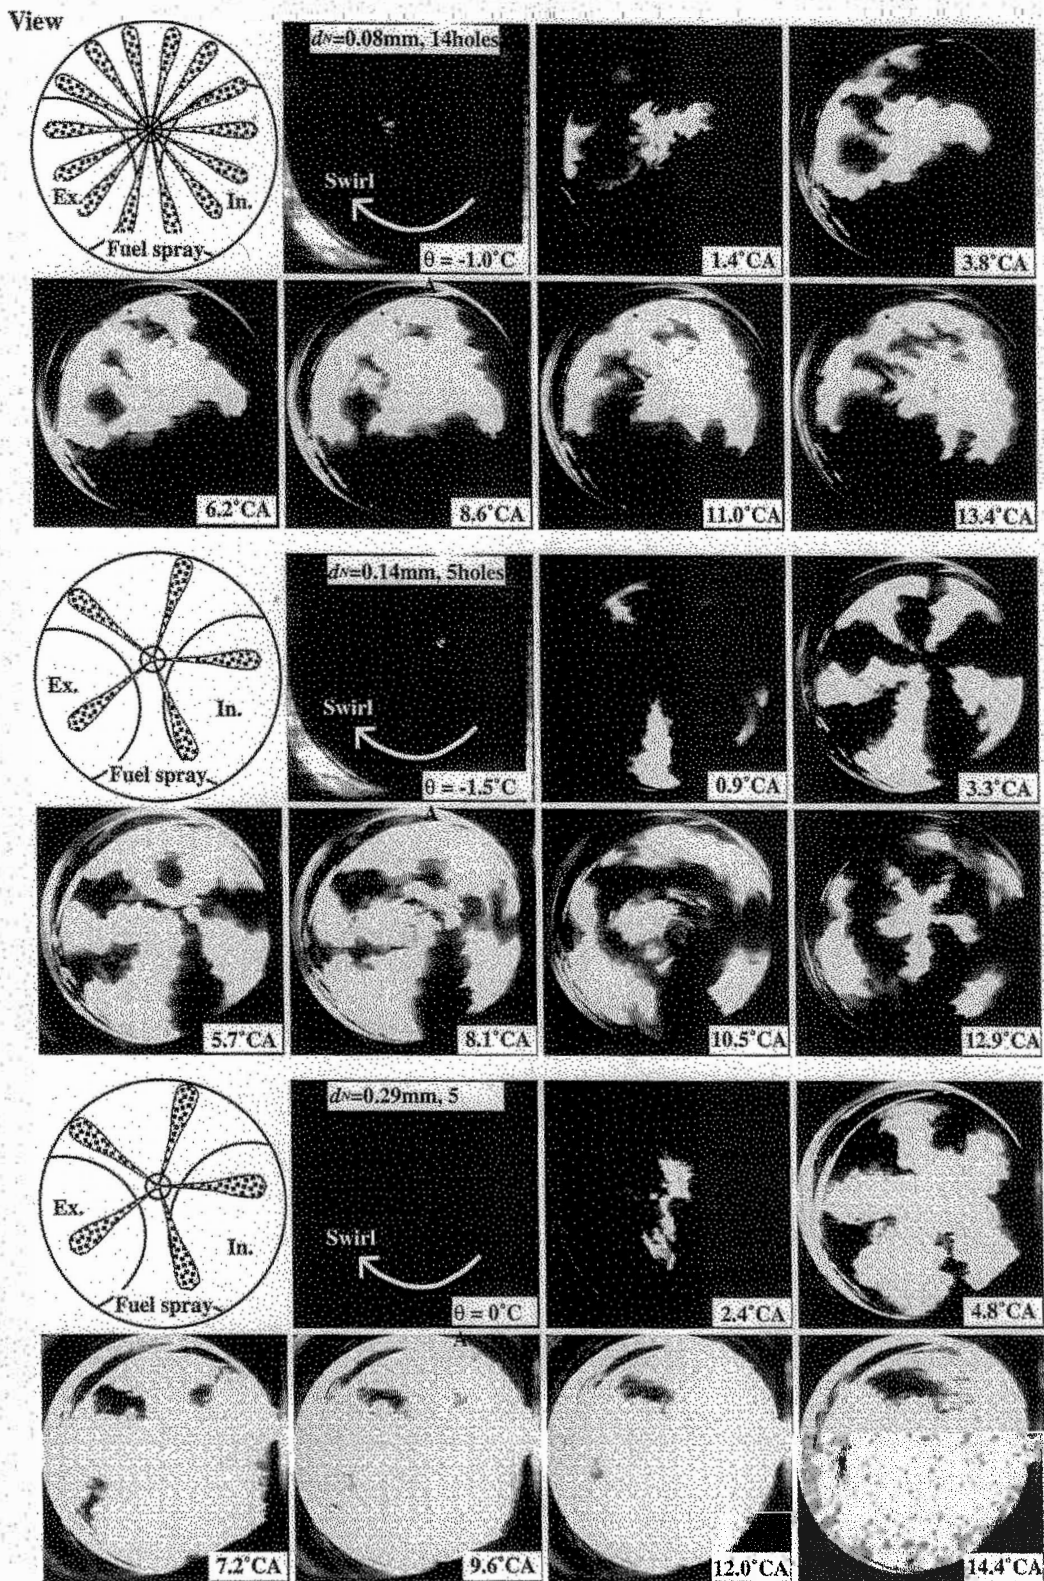 View
Ex.
In.
Fuel spray
dN=0.08mm, 14holes
Swirl
θ = -1.0°C
A
1.4°CA
3.8°CA
6.2°CA
8.6°CA
11.0°CA
13.4°CA
Ex.
In.
Fuel spray
dN=0.14mm, 5holes
Swirl
θ = -1.5°C
A
0.9°CA
3.3°CA
5.7°CA
8.1°CA
10.5°CA
12.9°CA
Ex.
In.
Fuel spray
dN=0.29mm, 5
Swirl
θ = 0°C
A
2.4°CA
4.8°CA
7.2°CA
9.6°CA
12.0°CA
14.4°CA